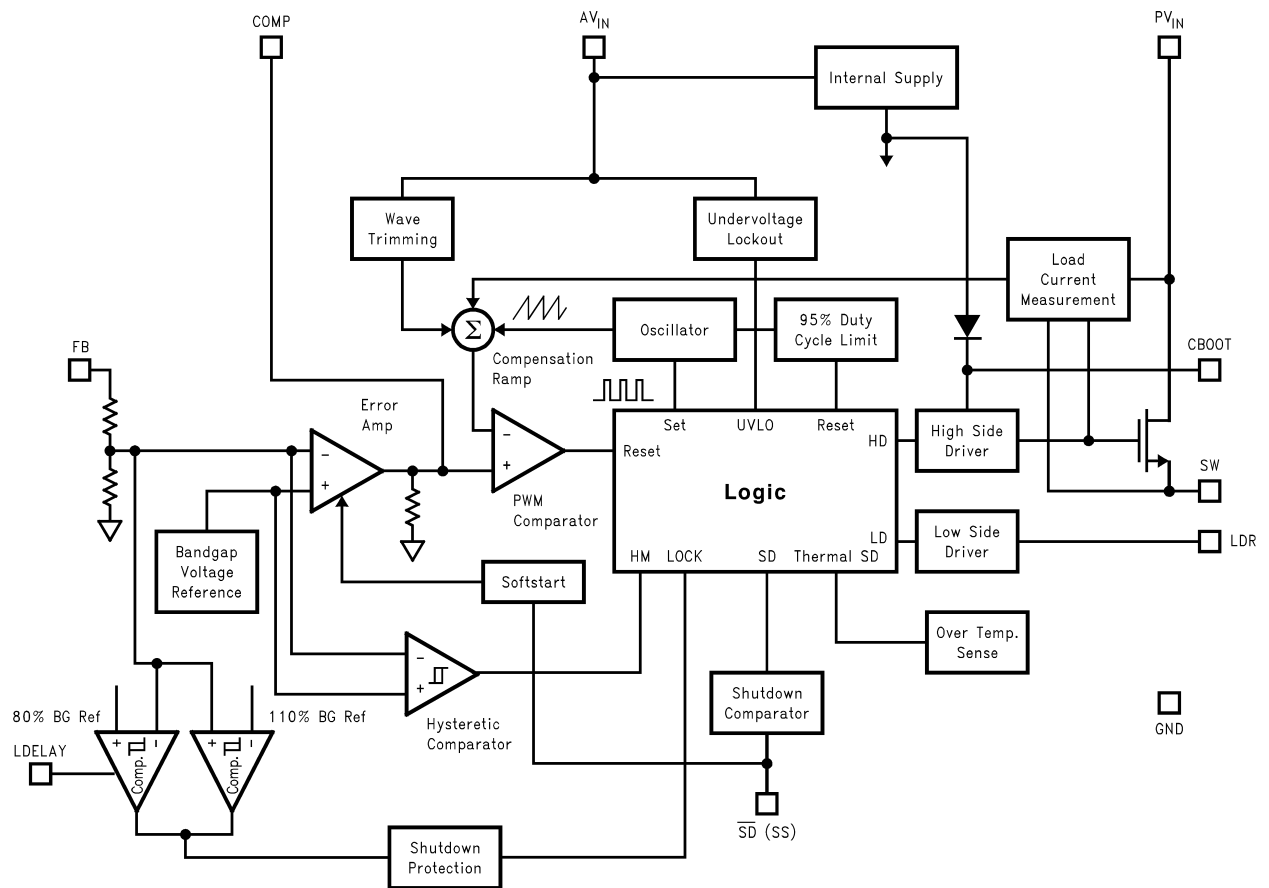 COMP
AVIN
PVIN
Internal Supply
Wave
Trimming
Undervoltage
Lockout
Load
Current
Measurement
Σ
Oscillator
95% Duty
Cycle Limit
Compensation
Ramp
FB
CBOOT
Error
Amp
Set
UVLO
Reset
HD
High Side
Driver
-
+
-
+
Reset
Logic
PWM
Comparator
SW
LD
Low Side
Driver
LDR
HM
LOCK
SD
Thermal SD
Bandgap
Voltage
Reference
Softstart
Over Temp.
Sense
-
+
Hysteretic
Comparator
Shutdown
Comparator
GND
80% BG Ref
110% BG Ref
LDELAY
+ -
Comp.
+ -
Comp.
S̅D̅ (SS)
Shutdown
Protection